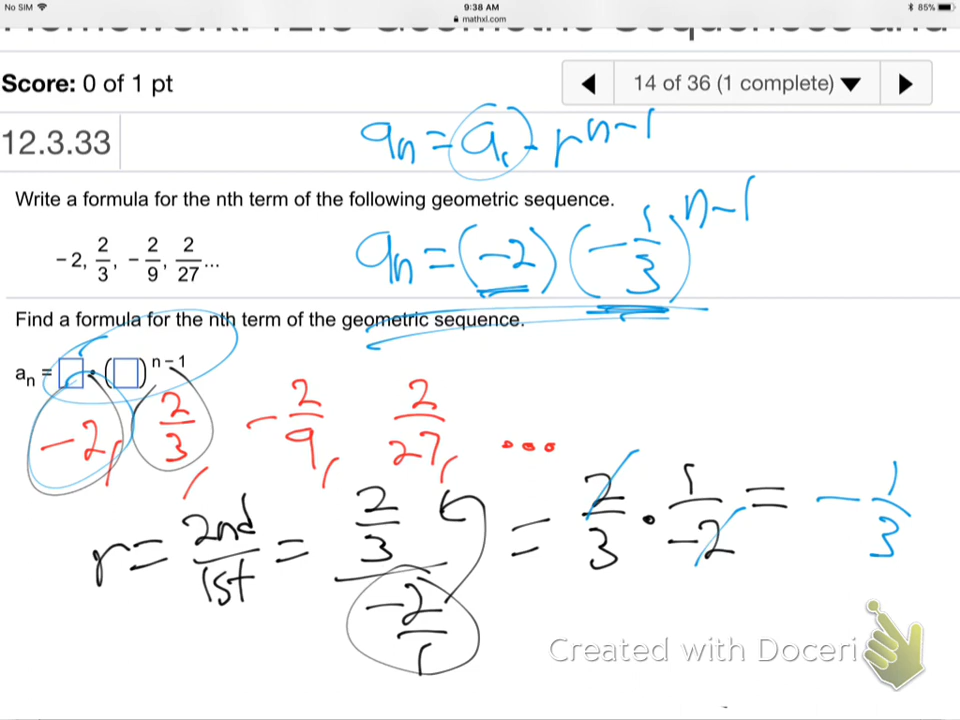 No SIM 9:38 AM 85%
mathxl.com
Score: 0 of 1 pt
14 of 36 (1 complete)
12.3.33
aₙ = a₁ · r^(n-1)
Write a formula for the nth term of the following geometric sequence.
-2, 2/3, -2/9, 2/27 ...
aₙ = (-2) (-1/3)^(n-1)
Find a formula for the nth term of the geometric sequence.
aₙ = □ • (□)^(n-1)
-2, 2/3, -2/9, 2/27, ...
r = 2nd/1st = (2/3)/(-2/1) = 2/3 · 1/-2 = -1/3
Created with Doceri